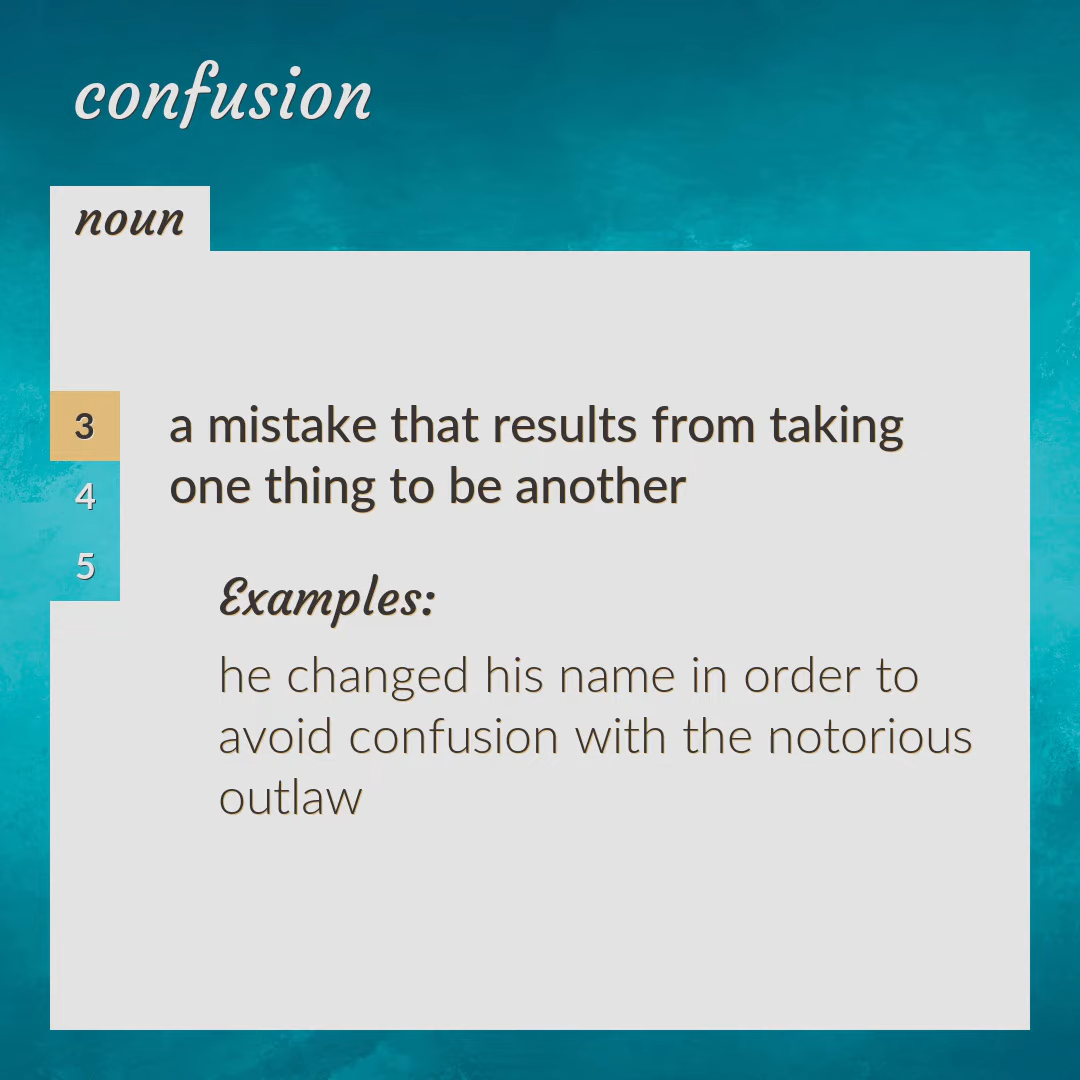 confusion
noun
3
a mistake that results from taking
one thing to be another
4
5
Examples:
he changed his name in order to
avoid confusion with the notorious
outlaw